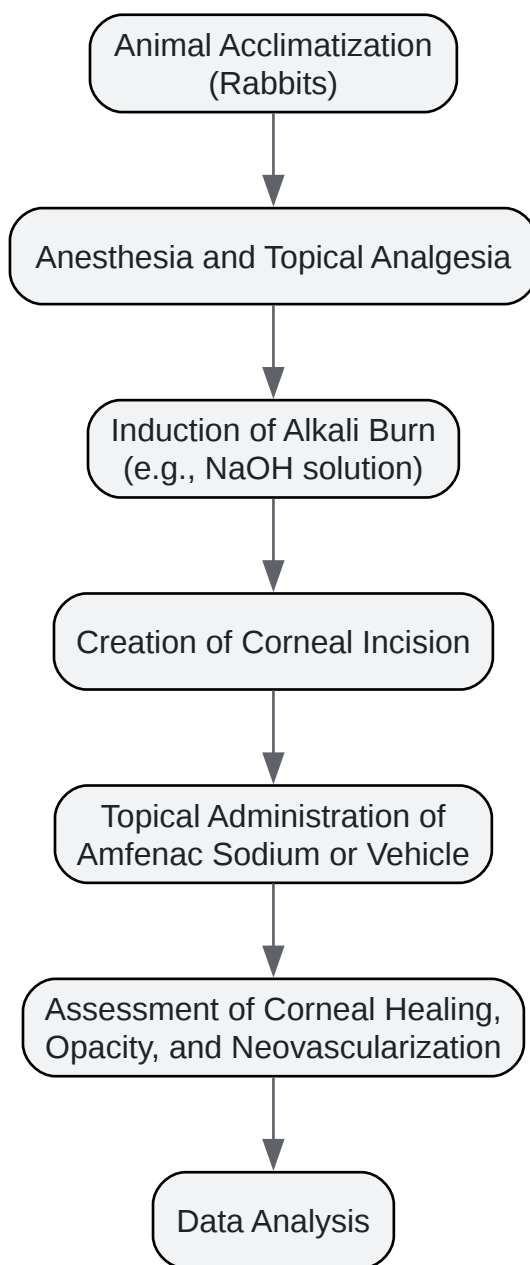 Animal Acclimatization
(Rabbits)
Anesthesia and Topical Analgesia
Induction of Alkali Burn
(e.g., NaOH solution)
Creation of Corneal Incision
Topical Administration of
Amfenac Sodium or Vehicle
Assessment of Corneal Healing,
Opacity, and Neovascularization
Data Analysis